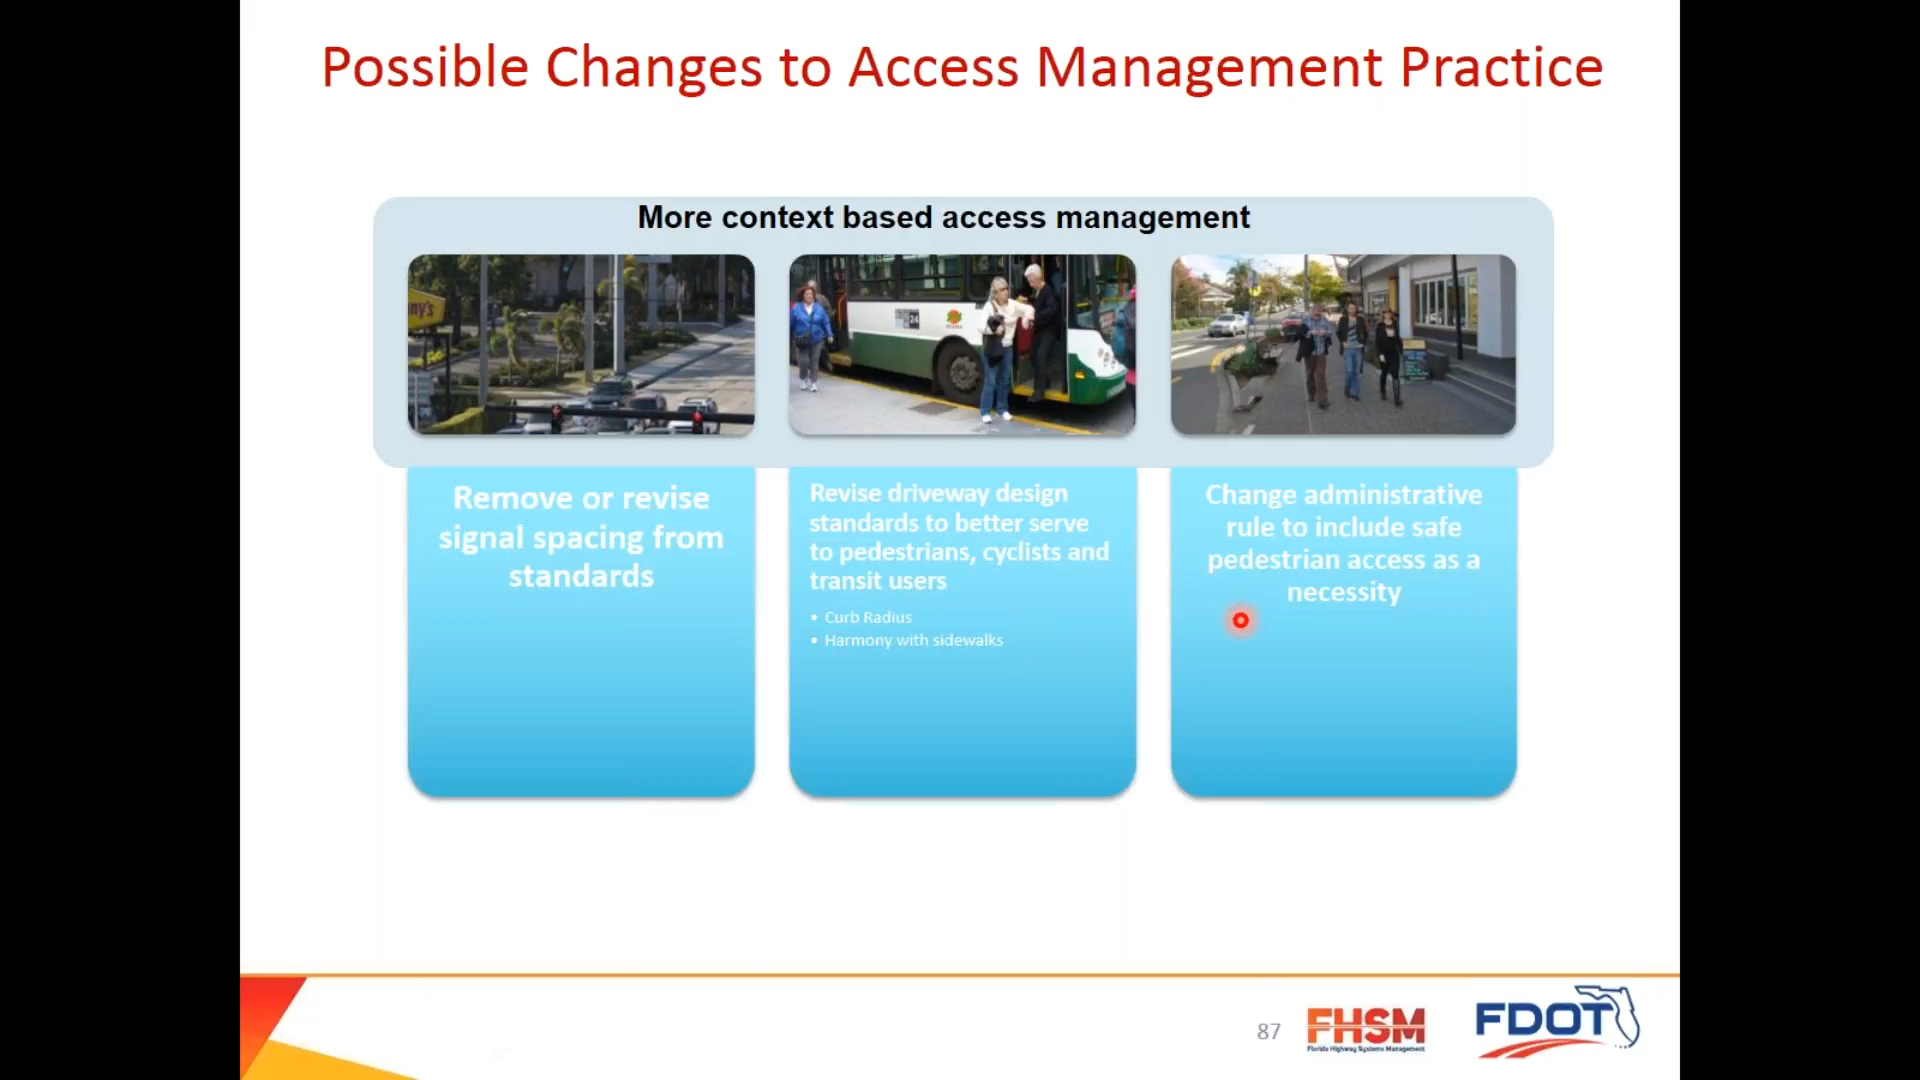 Possible Changes to Access Management Practice
More context based access management
ny's
24
Remove or revise
signal spacing from
standards
Revise driveway design
standards to better serve
to pedestrians, cyclists and
transit users
• Curb Radius
• Harmony with sidewalks
Change administrative
rule to include safe
pedestrian access as a
necessity
87
FHSM
Florida Highway Systems Management
FDOT